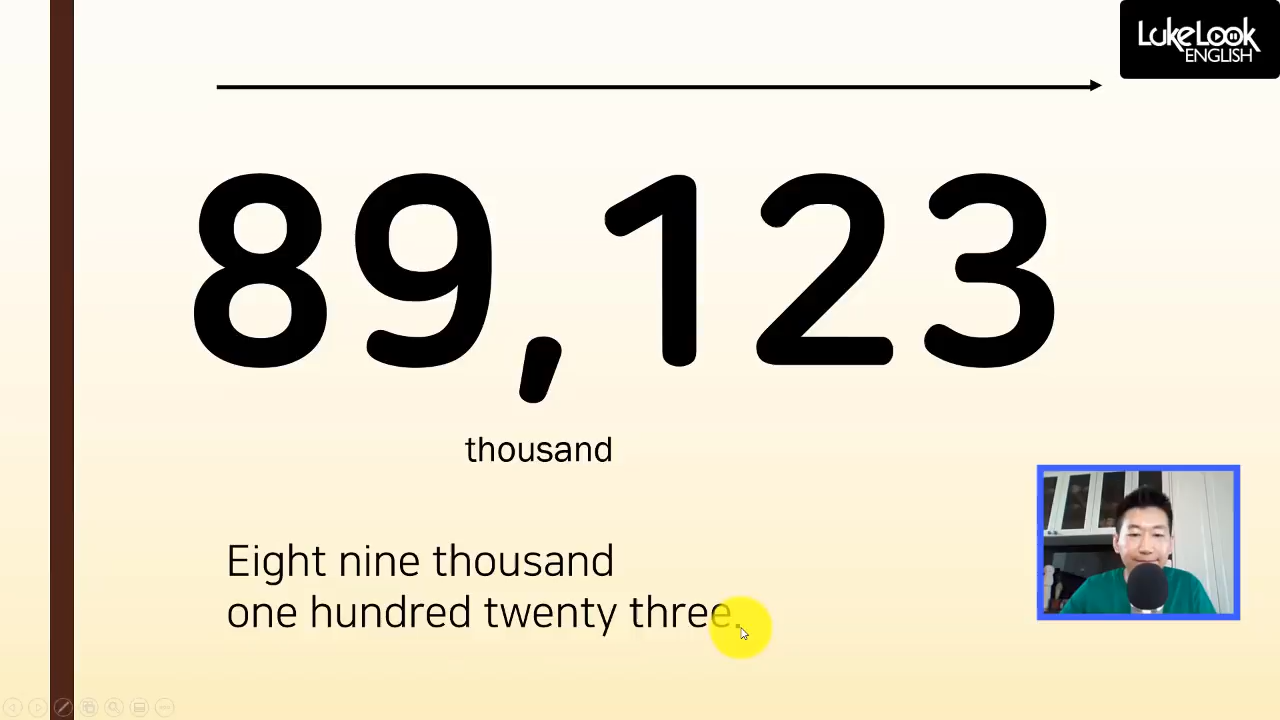 LukeLook
ENGLISH
89,123
thousand
Eight nine thousand
one hundred twenty three.